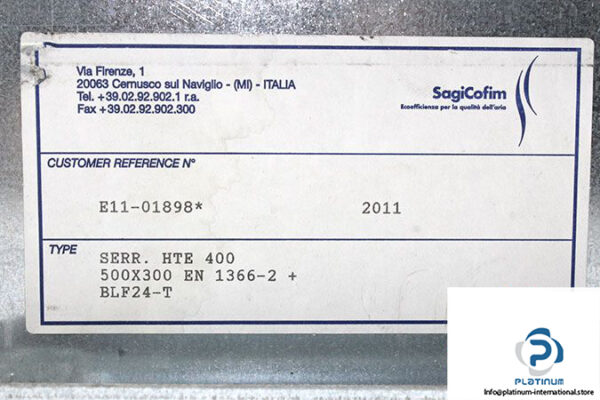 Via Firenze, 1
20063 Cernusco sul Naviglio - (MI) - ITALIA
Tel. +39.02.92.902.1 r.a.
Fax +39.02.92.902.300
SagiCofim
Ecoefficienza per la qualità dell'aria
CUSTOMER REFERENCE N°
E11-01898* 2011
TYPE
SERR. HTE 400
500X300 EN 1366-2 +
BLF24-T
PLATINUM
Info@platinum-international.store